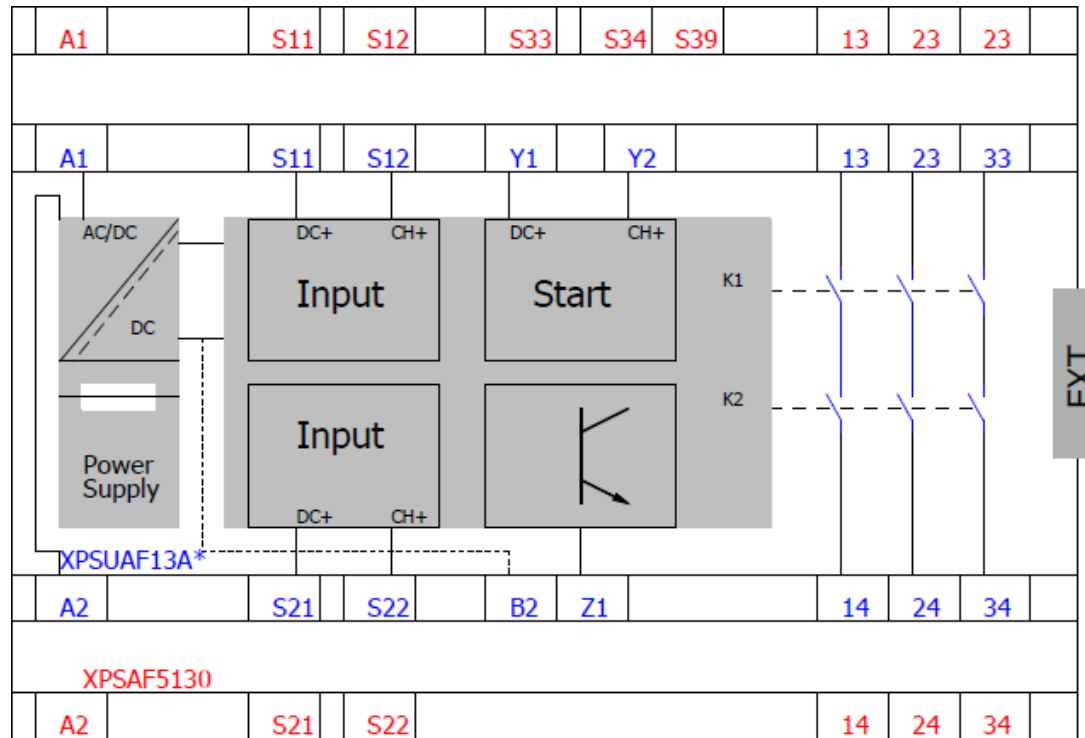 A1 S11 S12 S33 S34 S39 13 23 23
A1 S11 S12 Y1 Y2 13 23 33
AC/DC DC+ CH+ DC+ CH+
Input Start K1
DC
EXT
K2
Input
Power
Supply
DC+ CH+
XPSUAF13A*
A2 S21 S22 B2 Z1 14 24 34
XPSAF5130
A2 S21 S22 14 24 34